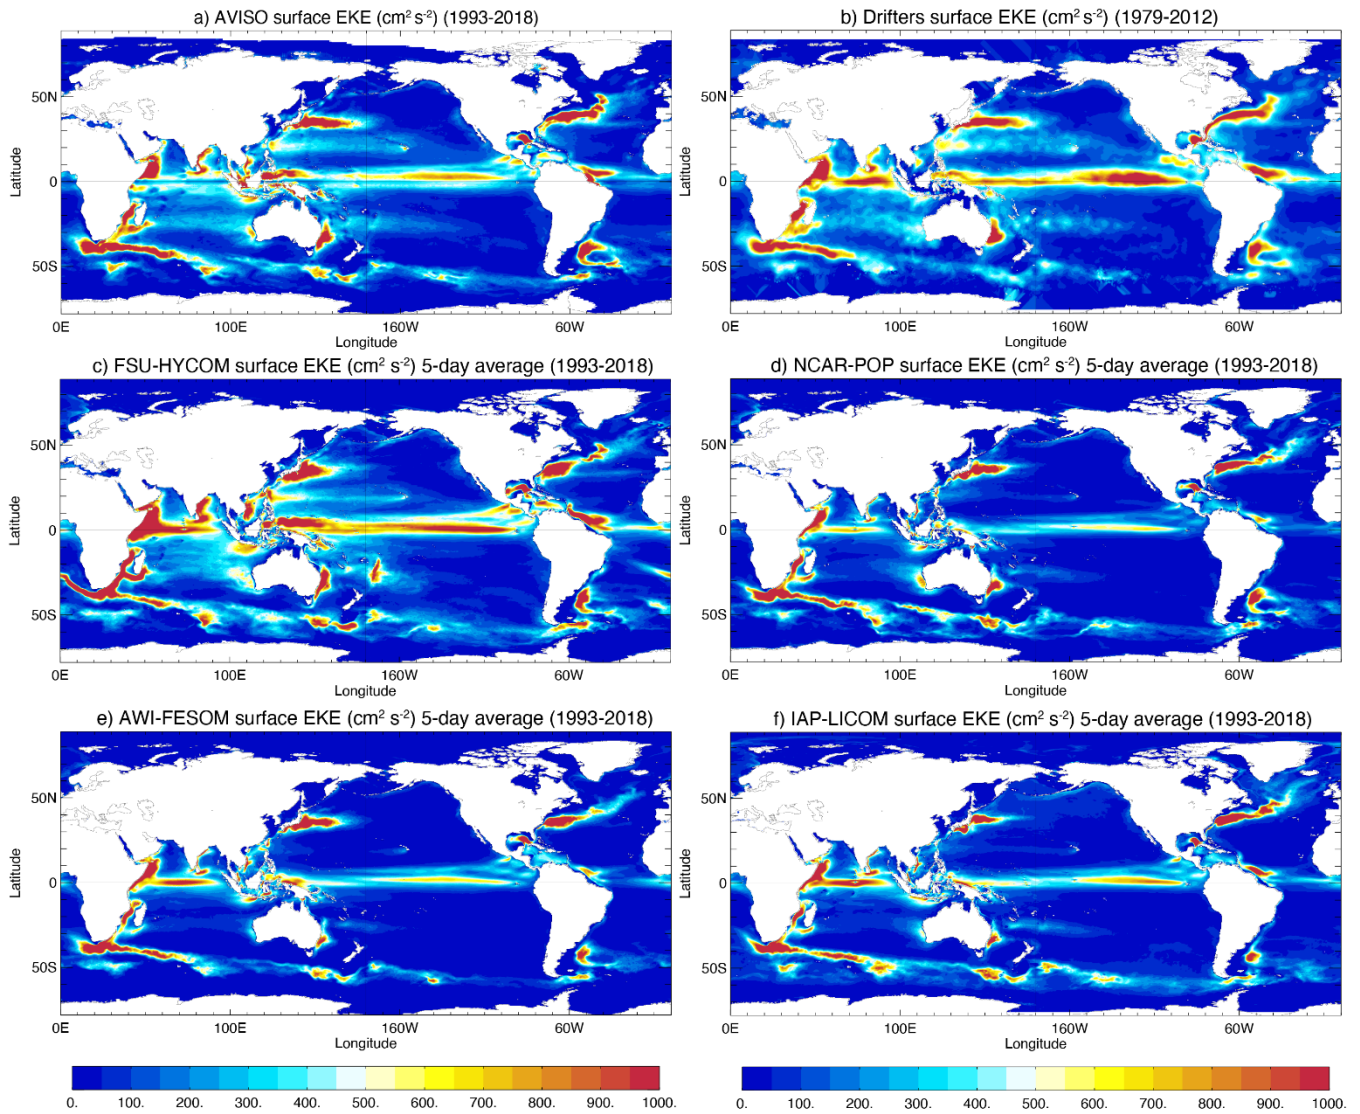 a) AVISO surface EKE (cm² s⁻²) (1993-2018)
50N
0
50S
Latitude
0E 100E 160W 60W
Longitude
b) Drifters surface EKE (cm² s⁻²) (1979-2012)
50N
0
50S
Latitude
0E 100E 160W 60W
Longitude
c) FSU-HYCOM surface EKE (cm² s⁻²) 5-day average (1993-2018)
50N
0
50S
Latitude
0E 100E 160W 60W
Longitude
d) NCAR-POP surface EKE (cm² s⁻²) 5-day average (1993-2018)
50N
0
50S
Latitude
0E 100E 160W 60W
Longitude
e) AWI-FESOM surface EKE (cm² s⁻²) 5-day average (1993-2018)
50N
0
50S
Latitude
0E 100E 160W 60W
Longitude
f) IAP-LICOM surface EKE (cm² s⁻²) 5-day average (1993-2018)
50N
0
50S
Latitude
0E 100E 160W 60W
Longitude
0. 100. 200. 300. 400. 500. 600. 700. 800. 900. 1000.
0. 100. 200. 300. 400. 500. 600. 700. 800. 900. 1000.